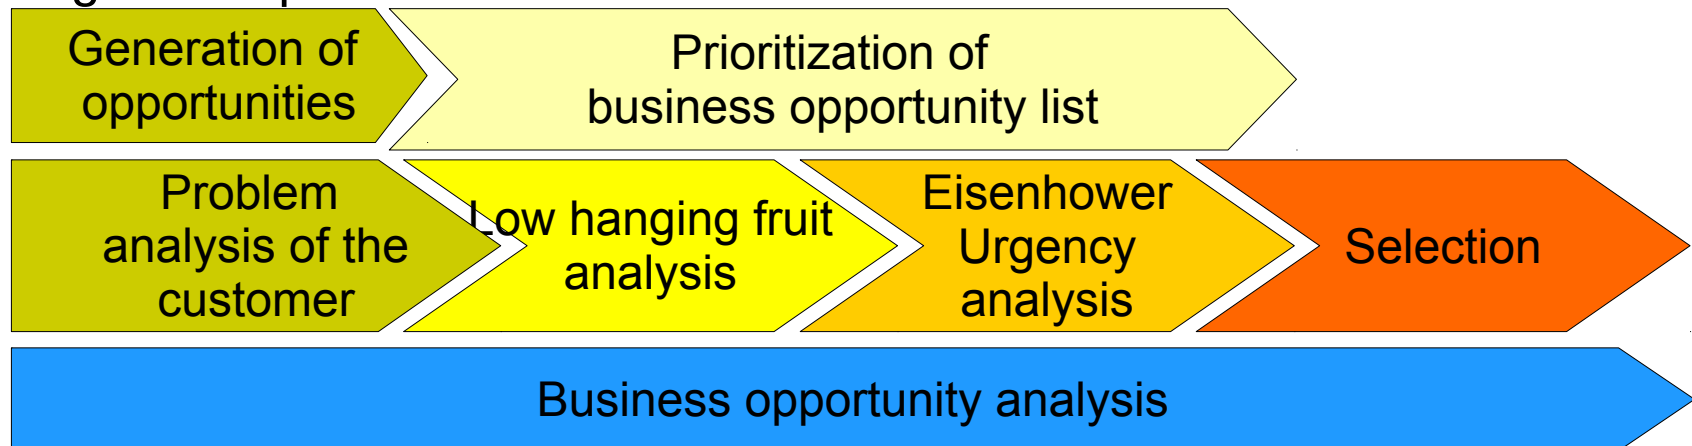 Generation of
opportunities
Prioritization of
business opportunity list
Problem
analysis of the
customer
Low hanging fruit
analysis
Eisenhower
Urgency
analysis
Selection
Business opportunity analysis